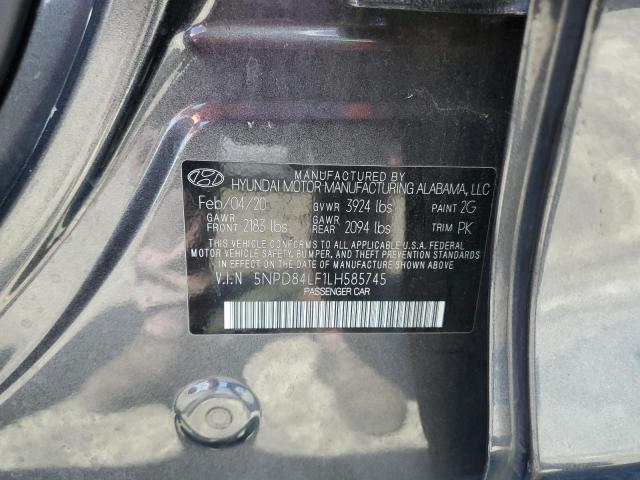 MANUFACTURED BY
HYUNDAI MOTOR MANUFACTURING ALABAMA, LLC
Feb/04/20 GVWR 3924 lbs PAINT 2G
GAWR FRONT 2183 lbs GAWR REAR 2094 lbs TRIM PK
THIS VEHICLE CONFORMS TO ALL APPLICABLE U.S.A. FEDERAL
MOTOR VEHICLE SAFETY, BUMPER, AND THEFT PREVENTION
STANDARDS IN EFFECT ON THE DATE OF MANUFACTURE SHOWN ABOVE.
V.I.N 5NPD84LF1LH585745
PASSENGER CAR